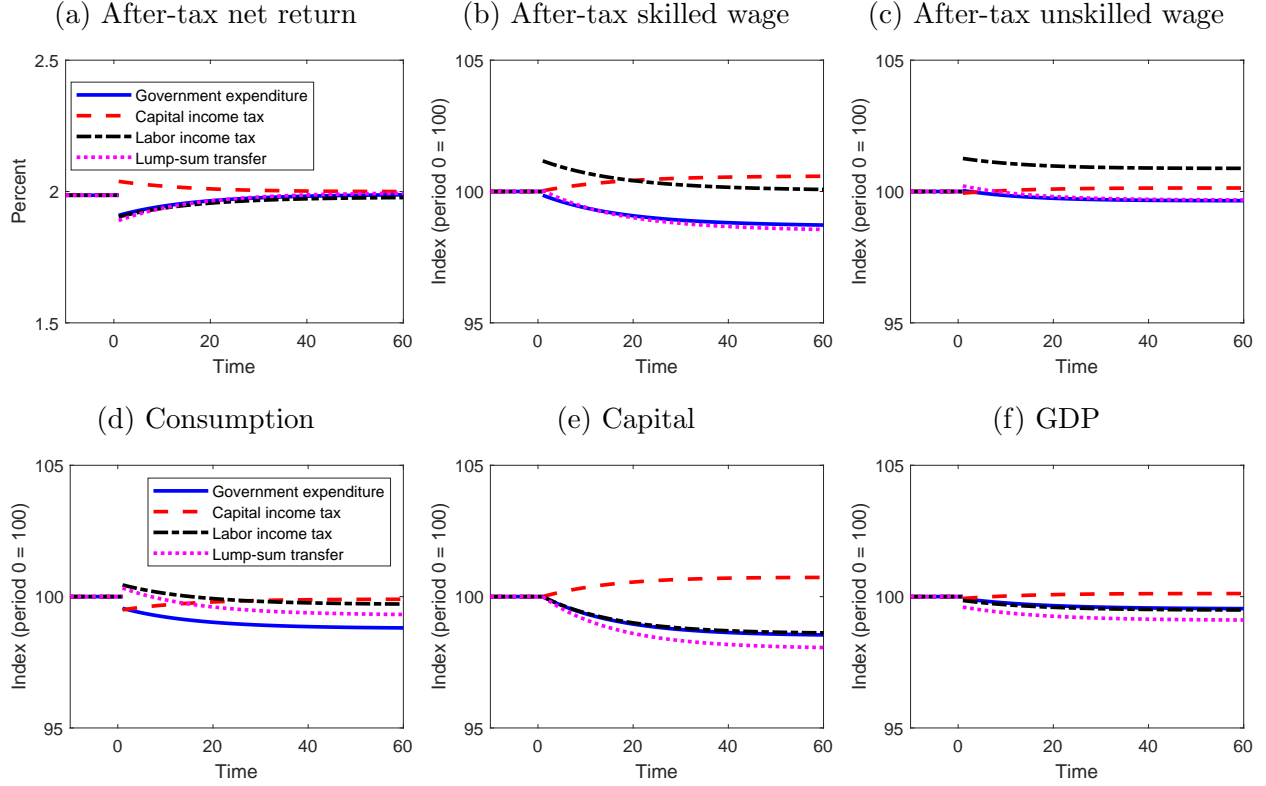 (a) After-tax net return
(b) After-tax skilled wage
(c) After-tax unskilled wage
2.5
2
1.5
Percent
Government expenditure
Capital income tax
Labor income tax
Lump-sum transfer
0 20 40 60
Time
105
100
95
Index (period 0 = 100)
0 20 40 60
Time
105
100
95
Index (period 0 = 100)
0 20 40 60
Time
(d) Consumption
(e) Capital
(f) GDP
105
100
95
Index (period 0 = 100)
Government expenditure
Capital income tax
Labor income tax
Lump-sum transfer
0 20 40 60
Time
105
100
95
Index (period 0 = 100)
0 20 40 60
Time
105
100
95
Index (period 0 = 100)
0 20 40 60
Time